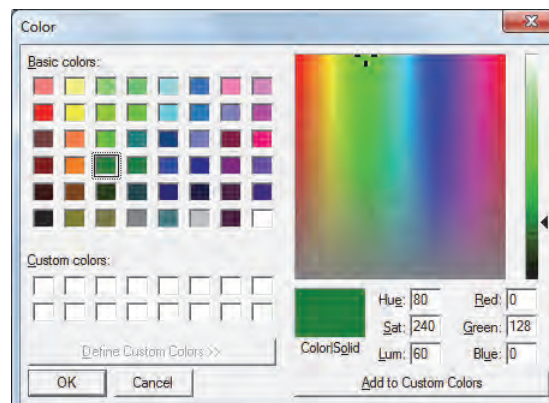 Color
Basic colors:
Custom colors:
Define Custom Colors >>
OK Cancel
Color|Solid
Hue: 80 Red: 0
Sat: 240 Green: 128
Lum: 60 Blue: 0
Add to Custom Colors